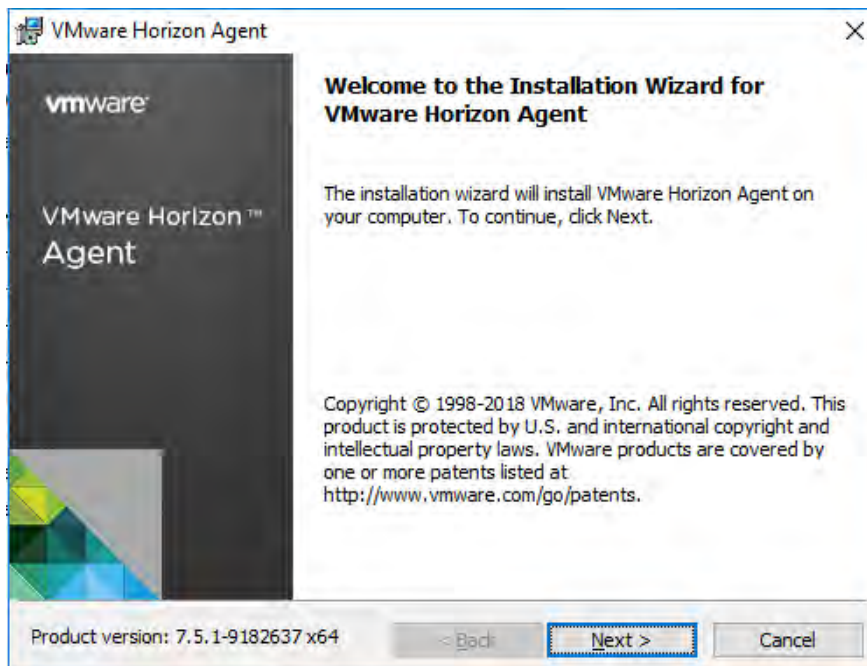 VMware Horizon Agent
vmware
Welcome to the Installation Wizard for
VMware Horizon Agent
VMware Horizon™
Agent
The installation wizard will install VMware Horizon Agent on
your computer. To continue, click Next.
Copyright © 1998-2018 VMware, Inc. All rights reserved. This
product is protected by U.S. and international copyright and
intellectual property laws. VMware products are covered by
one or more patents listed at
http://www.vmware.com/go/patents.
Product version: 7.5.1-9182637 x64
< Back
Next >
Cancel